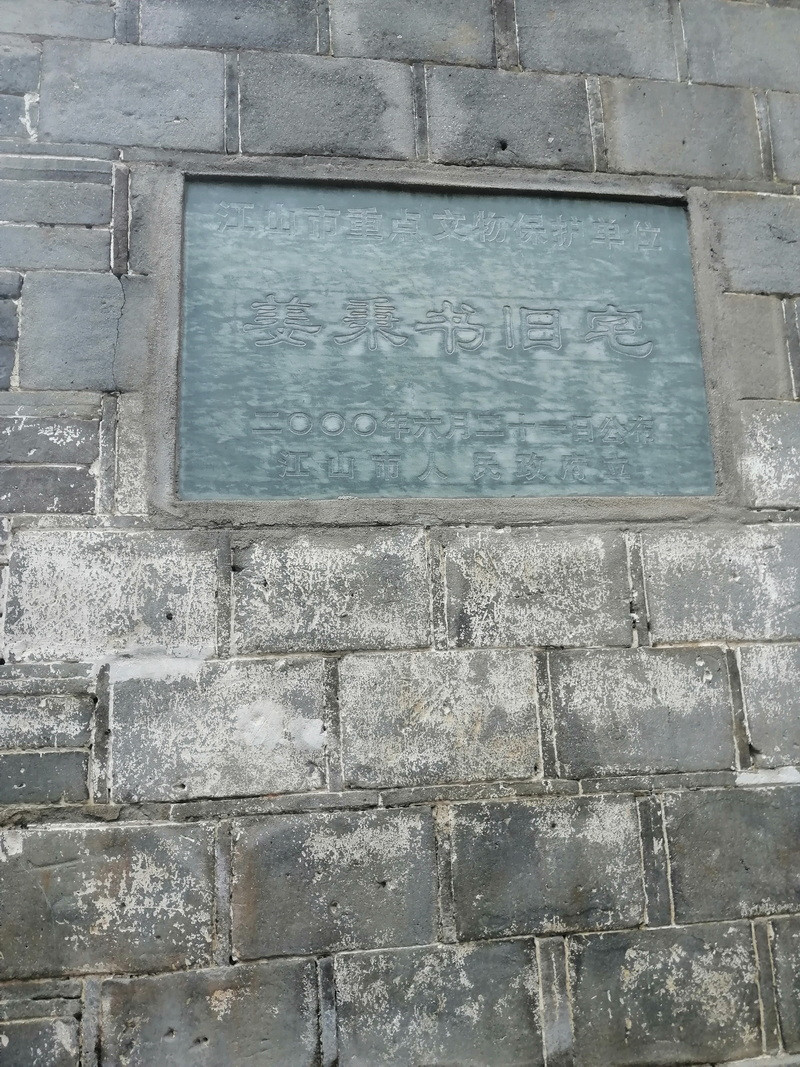 江山市重点文物保护单位
姜秉书旧宅
二〇〇〇年六月二十一日公布
江山市人民政府立